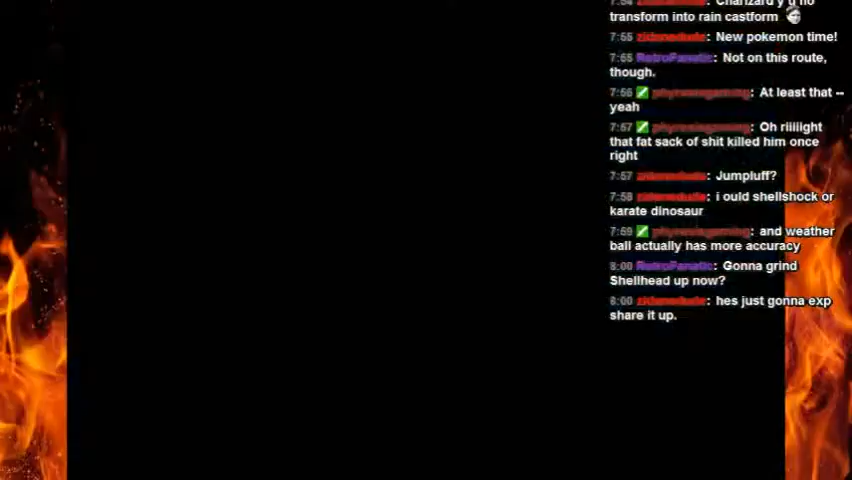 transform into rain castform
7:55 : New pokemon time!
7:55 RetroFanatic: Not on this route,
though.
7:56 : At least that --
yeah
7:57 : Oh riiiiight
that fat sack of shit killed him once
right
7:57 : Jumpluff?
7:58 : i ould shellshock or
karate dinosaur
7:59 : and weather
ball actually has more accuracy
8:00 RetroFanatic: Gonna grind
Shellhead up now?
8:00 : hes just gonna exp
share it up.